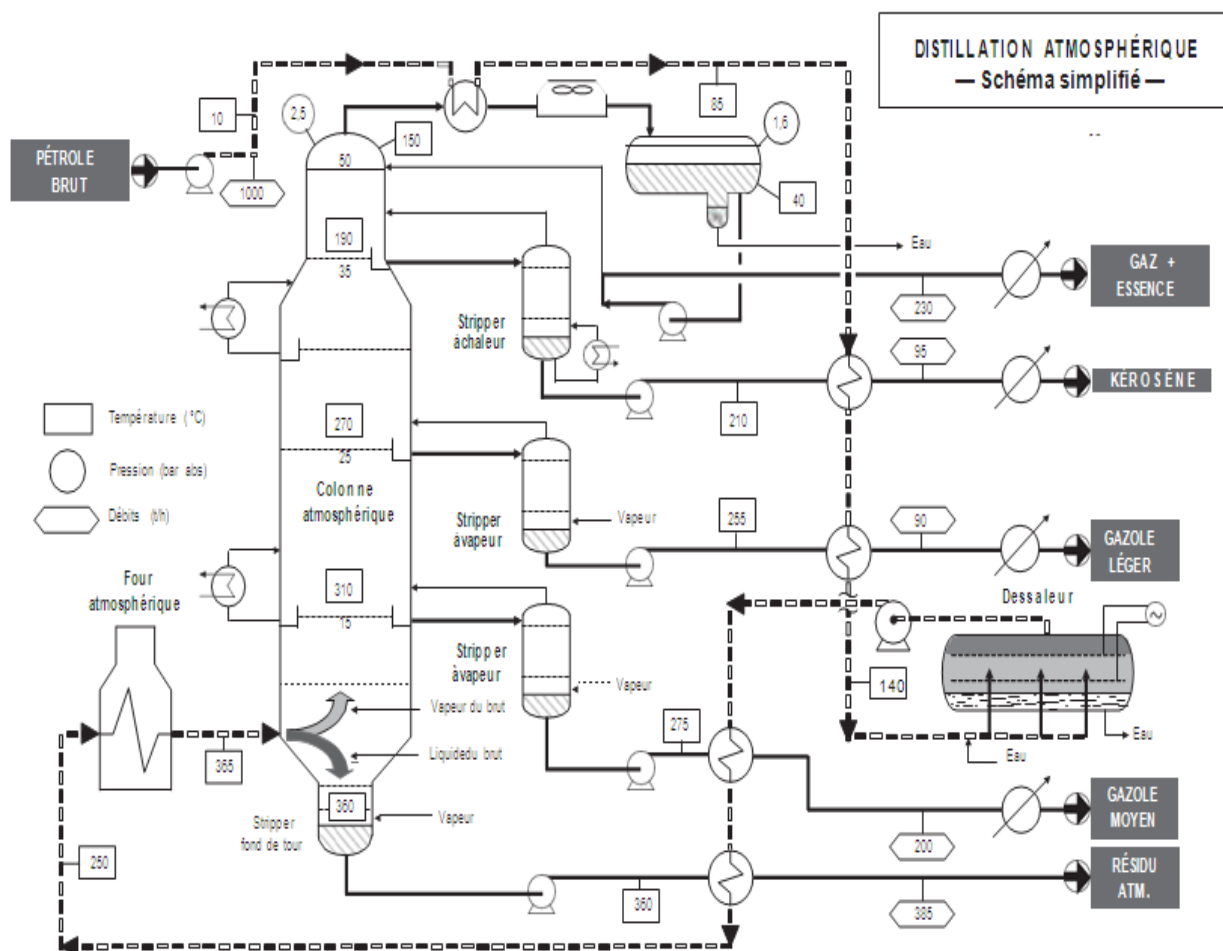 DISTILLATION ATMOSPHÉRIQUE
— Schéma simplifié —
--
10
2,5
150
85
1,6
50
PÉTROLE
BRUT
1000
40
190
Eau
35
GAZ +
ESSENCE
230
Stripper
àchaleur
95
KÉROSÉNE
210
Température (°C)
270
Pression (bar abs)
25
Colonne
atmosphérique
Débits (t/h)
Stripper
àvapeur
Vapeur
255
90
GAZOLE
LÉGER
Four
atmosphérique
310
Dessaleur
15
Stripper
àvapeur
Vapeur
140
Vapeur du brut
275
Eau
Liquidedu brut
Eau
365
360
Vapeur
Stripper
fond de tour
GAZOLE
MOYEN
200
250
RÉSIDU
ATM.
360
385